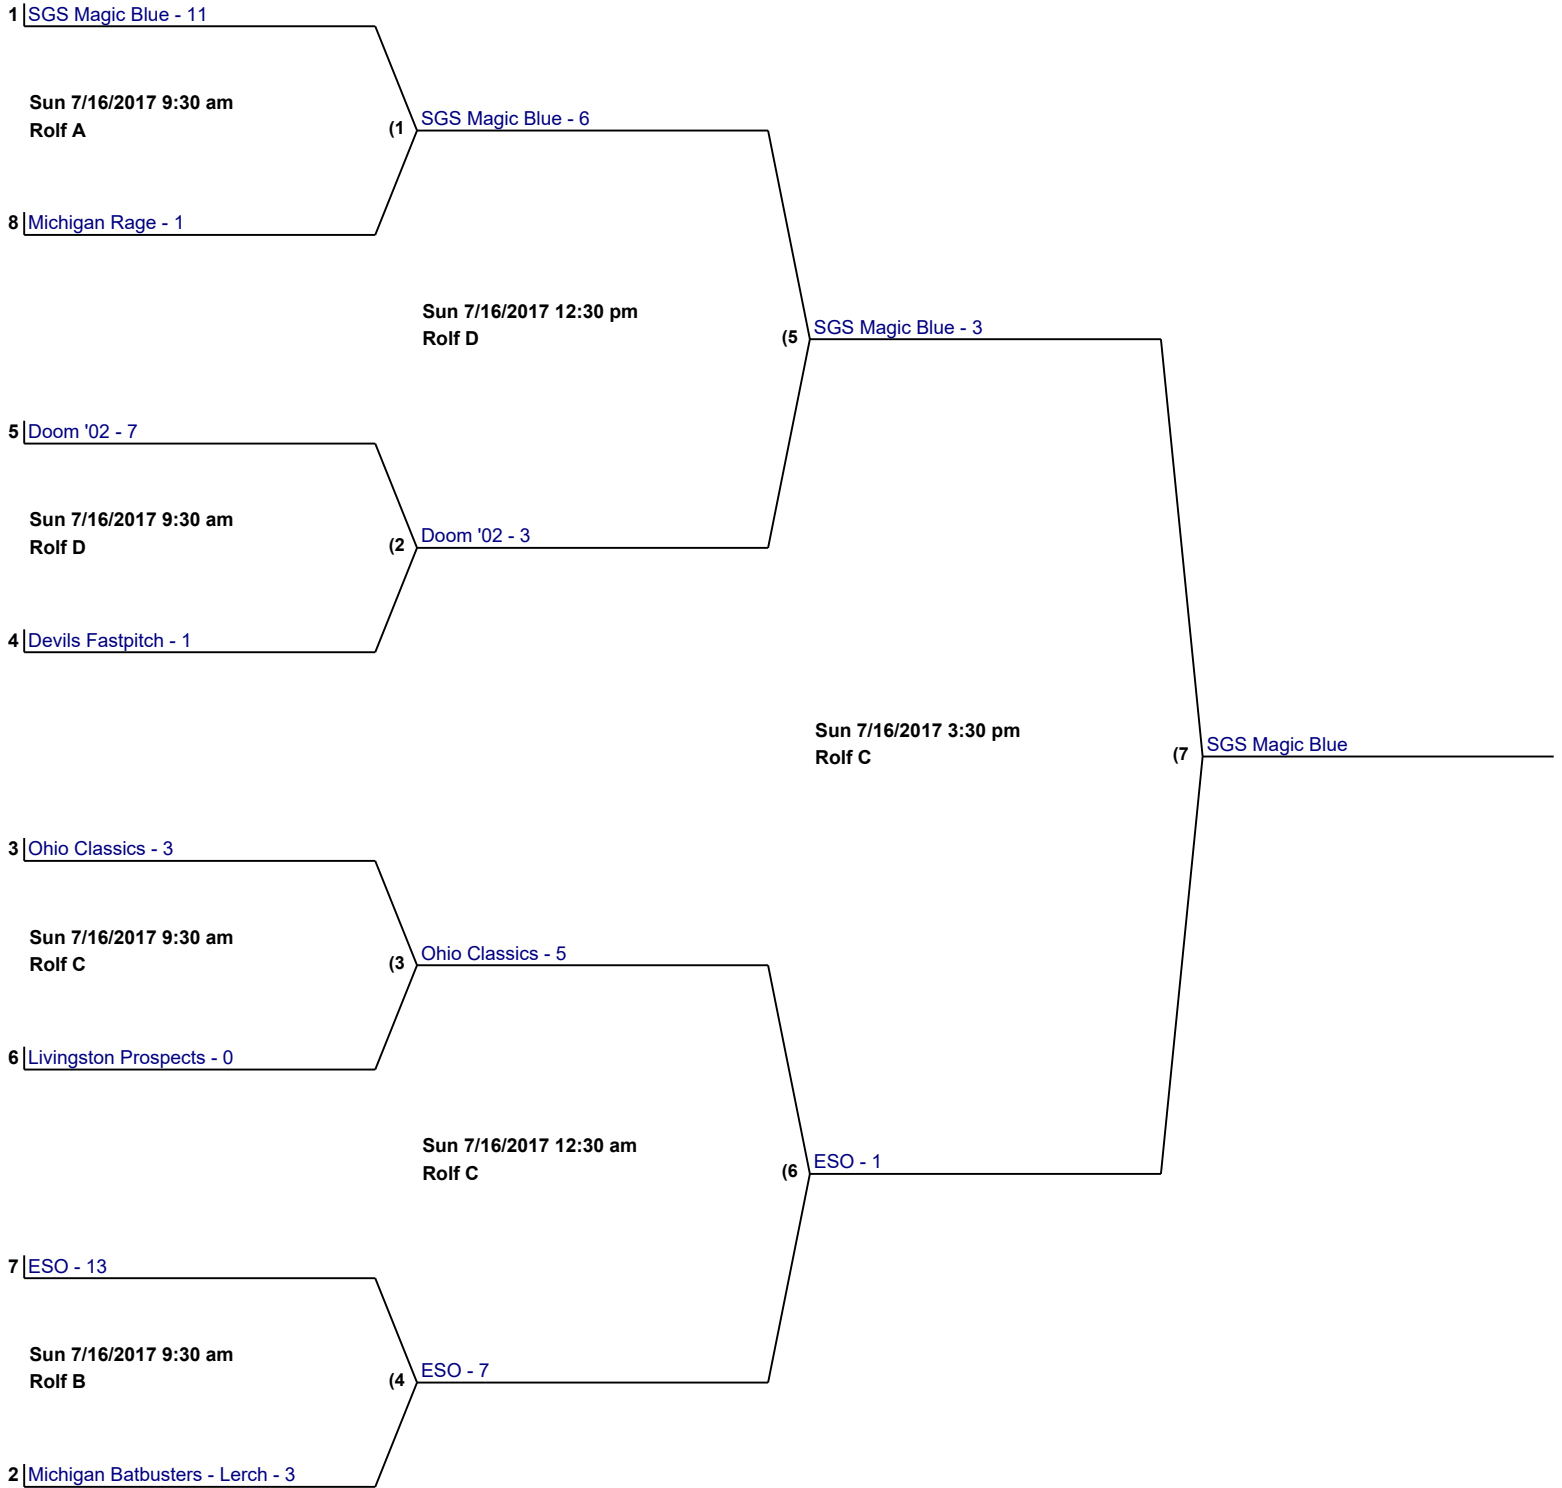 1 SGS Magic Blue - 11
Sun 7/16/2017 9:30 am
Rolf A
(1
SGS Magic Blue - 6
8 Michigan Rage - 1
Sun 7/16/2017 12:30 pm
Rolf D
(5
SGS Magic Blue - 3
5 Doom '02 - 7
Sun 7/16/2017 9:30 am
Rolf D
(2
Doom '02 - 3
4 Devils Fastpitch - 1
Sun 7/16/2017 3:30 pm
Rolf C
(7
SGS Magic Blue
3 Ohio Classics - 3
Sun 7/16/2017 9:30 am
Rolf C
(3
Ohio Classics - 5
6 Livingston Prospects - 0
Sun 7/16/2017 12:30 am
Rolf C
(6
ESO - 1
7 ESO - 13
Sun 7/16/2017 9:30 am
Rolf B
(4
ESO - 7
2 Michigan Batbusters - Lerch - 3